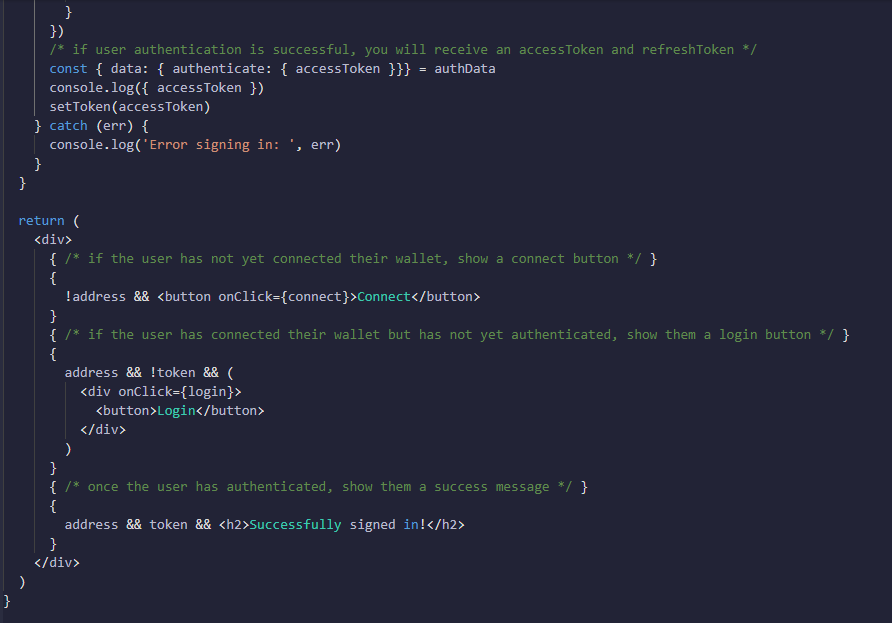 }
    })
    /* if user authentication is successful, you will receive an accessToken and refreshToken */
    const { data: { authenticate: { accessToken }}} = authData
    console.log({ accessToken })
    setToken(accessToken)
  } catch (err) {
    console.log('Error signing in: ', err)
  }
}

return (
  <div>
    { /* if the user has not yet connected their wallet, show a connect button */ }
    {
      !address && <button onClick={connect}>Connect</button>
    }
    { /* if the user has connected their wallet but has not yet authenticated, show them a login button */ }
    {
      address && !token && (
        <div onClick={login}>
          <button>Login</button>
        </div>
      )
    }
    { /* once the user has authenticated, show them a success message */ }
    {
      address && token && <h2>Successfully signed in!</h2>
    }
  </div>
)
}